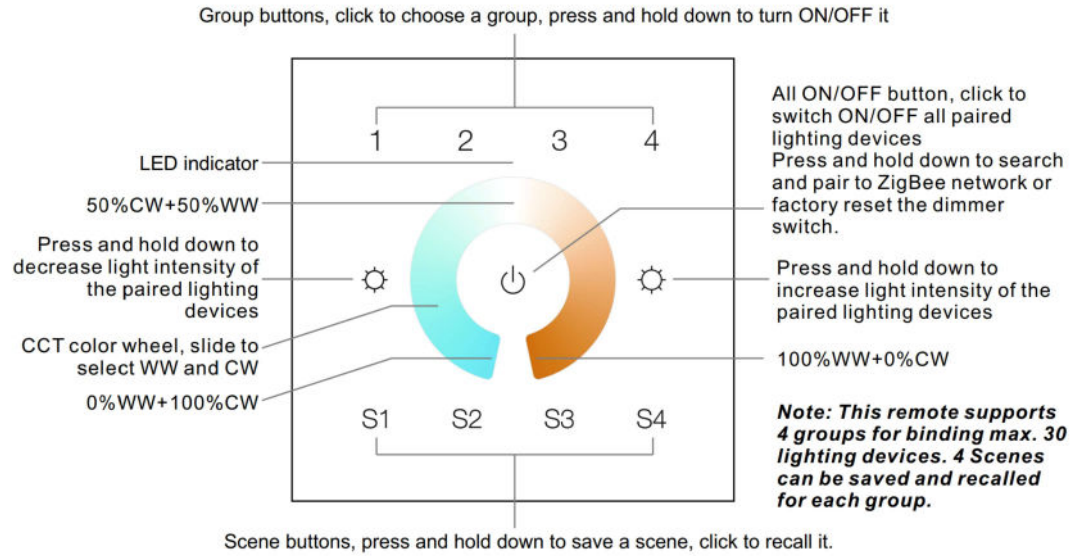 Group buttons, click to choose a group, press and hold down to turn ON/OFF it
1 2 3 4
LED indicator
50%CW+50%WW
Press and hold down to
decrease light intensity of
the paired lighting
devices
CCT color wheel, slide to
select WW and CW
0%WW+100%CW
All ON/OFF button, click to
switch ON/OFF all paired
lighting devices
Press and hold down to search
and pair to ZigBee network or
factory reset the dimmer
switch.
Press and hold down to
increase light intensity of the
paired lighting devices
100%WW+0%CW
Note: This remote supports
4 groups for binding max. 30
lighting devices. 4 Scenes
can be saved and recalled
for each group.
S1 S2 S3 S4
Scene buttons, press and hold down to save a scene, click to recall it.